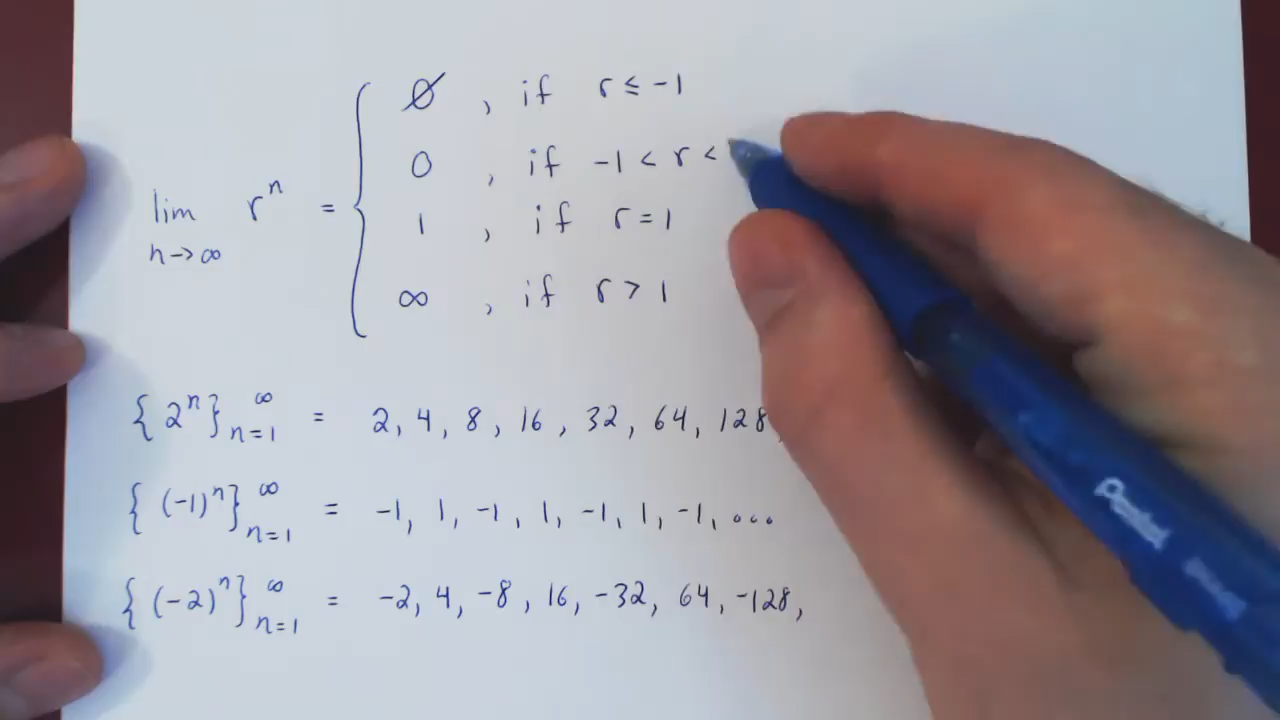 lim n→∞ r^n = {
∅ , if r ≤ -1
0 , if -1 < r <
1 , if r = 1
∞ , if r > 1
{2^n}_{n=1}^∞ = 2, 4, 8, 16, 32, 64, 128,
{(-1)^n}_{n=1}^∞ = -1, 1, -1, 1, -1, 1, -1, ...
{(-2)^n}_{n=1}^∞ = -2, 4, -8, 16, -32, 64, -128,